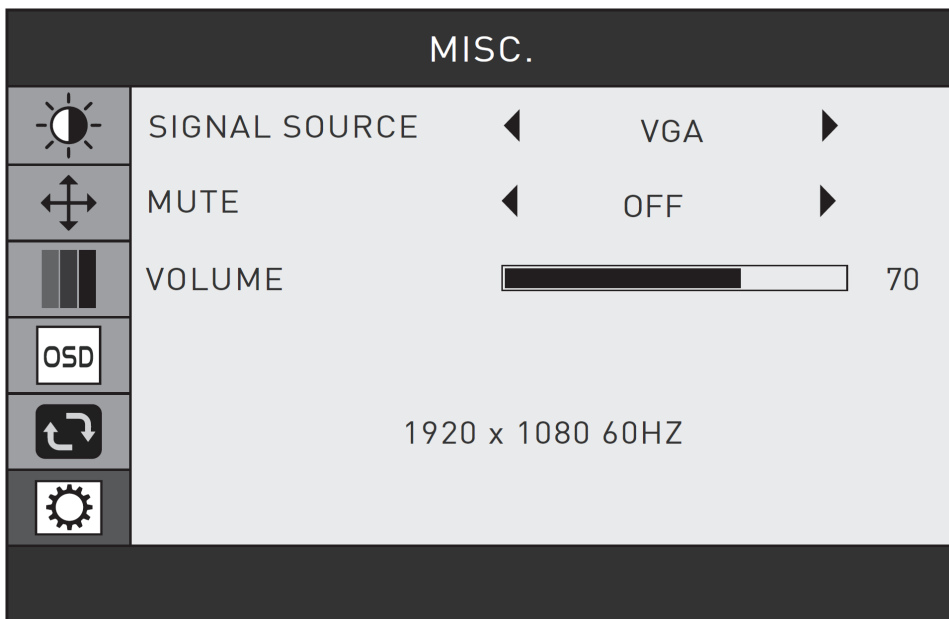 MISC.
SIGNAL SOURCE VGA
MUTE OFF
VOLUME 70
OSD
1920 x 1080 60HZ